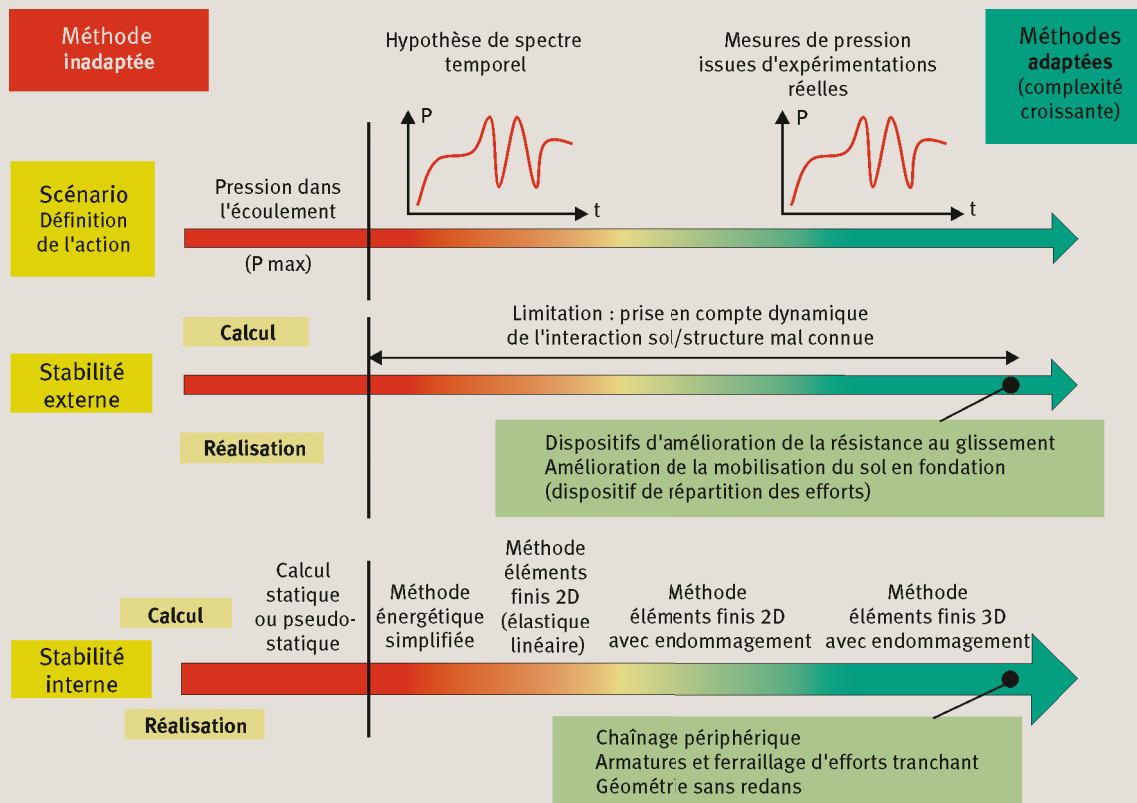 Méthode
inadaptée
Hypothèse de spectre
temporel
Mesures de pression
issues d'expérimentations
réelles
Méthodes
adaptées
(complexité
croissante)
P
t
P
t
Scénario
Définition
de l'action
Pression dans
l'écoulement
(P max)
Calcul
Limitation : prise en compte dynamique
de l'interaction sol/structure mal connue
Stabilité
externe
Réalisation
Dispositifs d'amélioration de la résistance au glissement
Amélioration de la mobilisation du sol en fondation
(dispositif de répartition des efforts)
Calcul
Calcul
statique
ou pseudo-
statique
Méthode
énergétique
simplifiée
Méthode
éléments
finis 2D
(élastique
linéaire)
Méthode
éléments finis 2D
avec endommagement
Méthode
éléments finis 3D
avec endommagement
Stabilité
interne
Réalisation
Chaînage périphérique
Armatures et ferraillage d'efforts tranchant
Géométrie sans redans